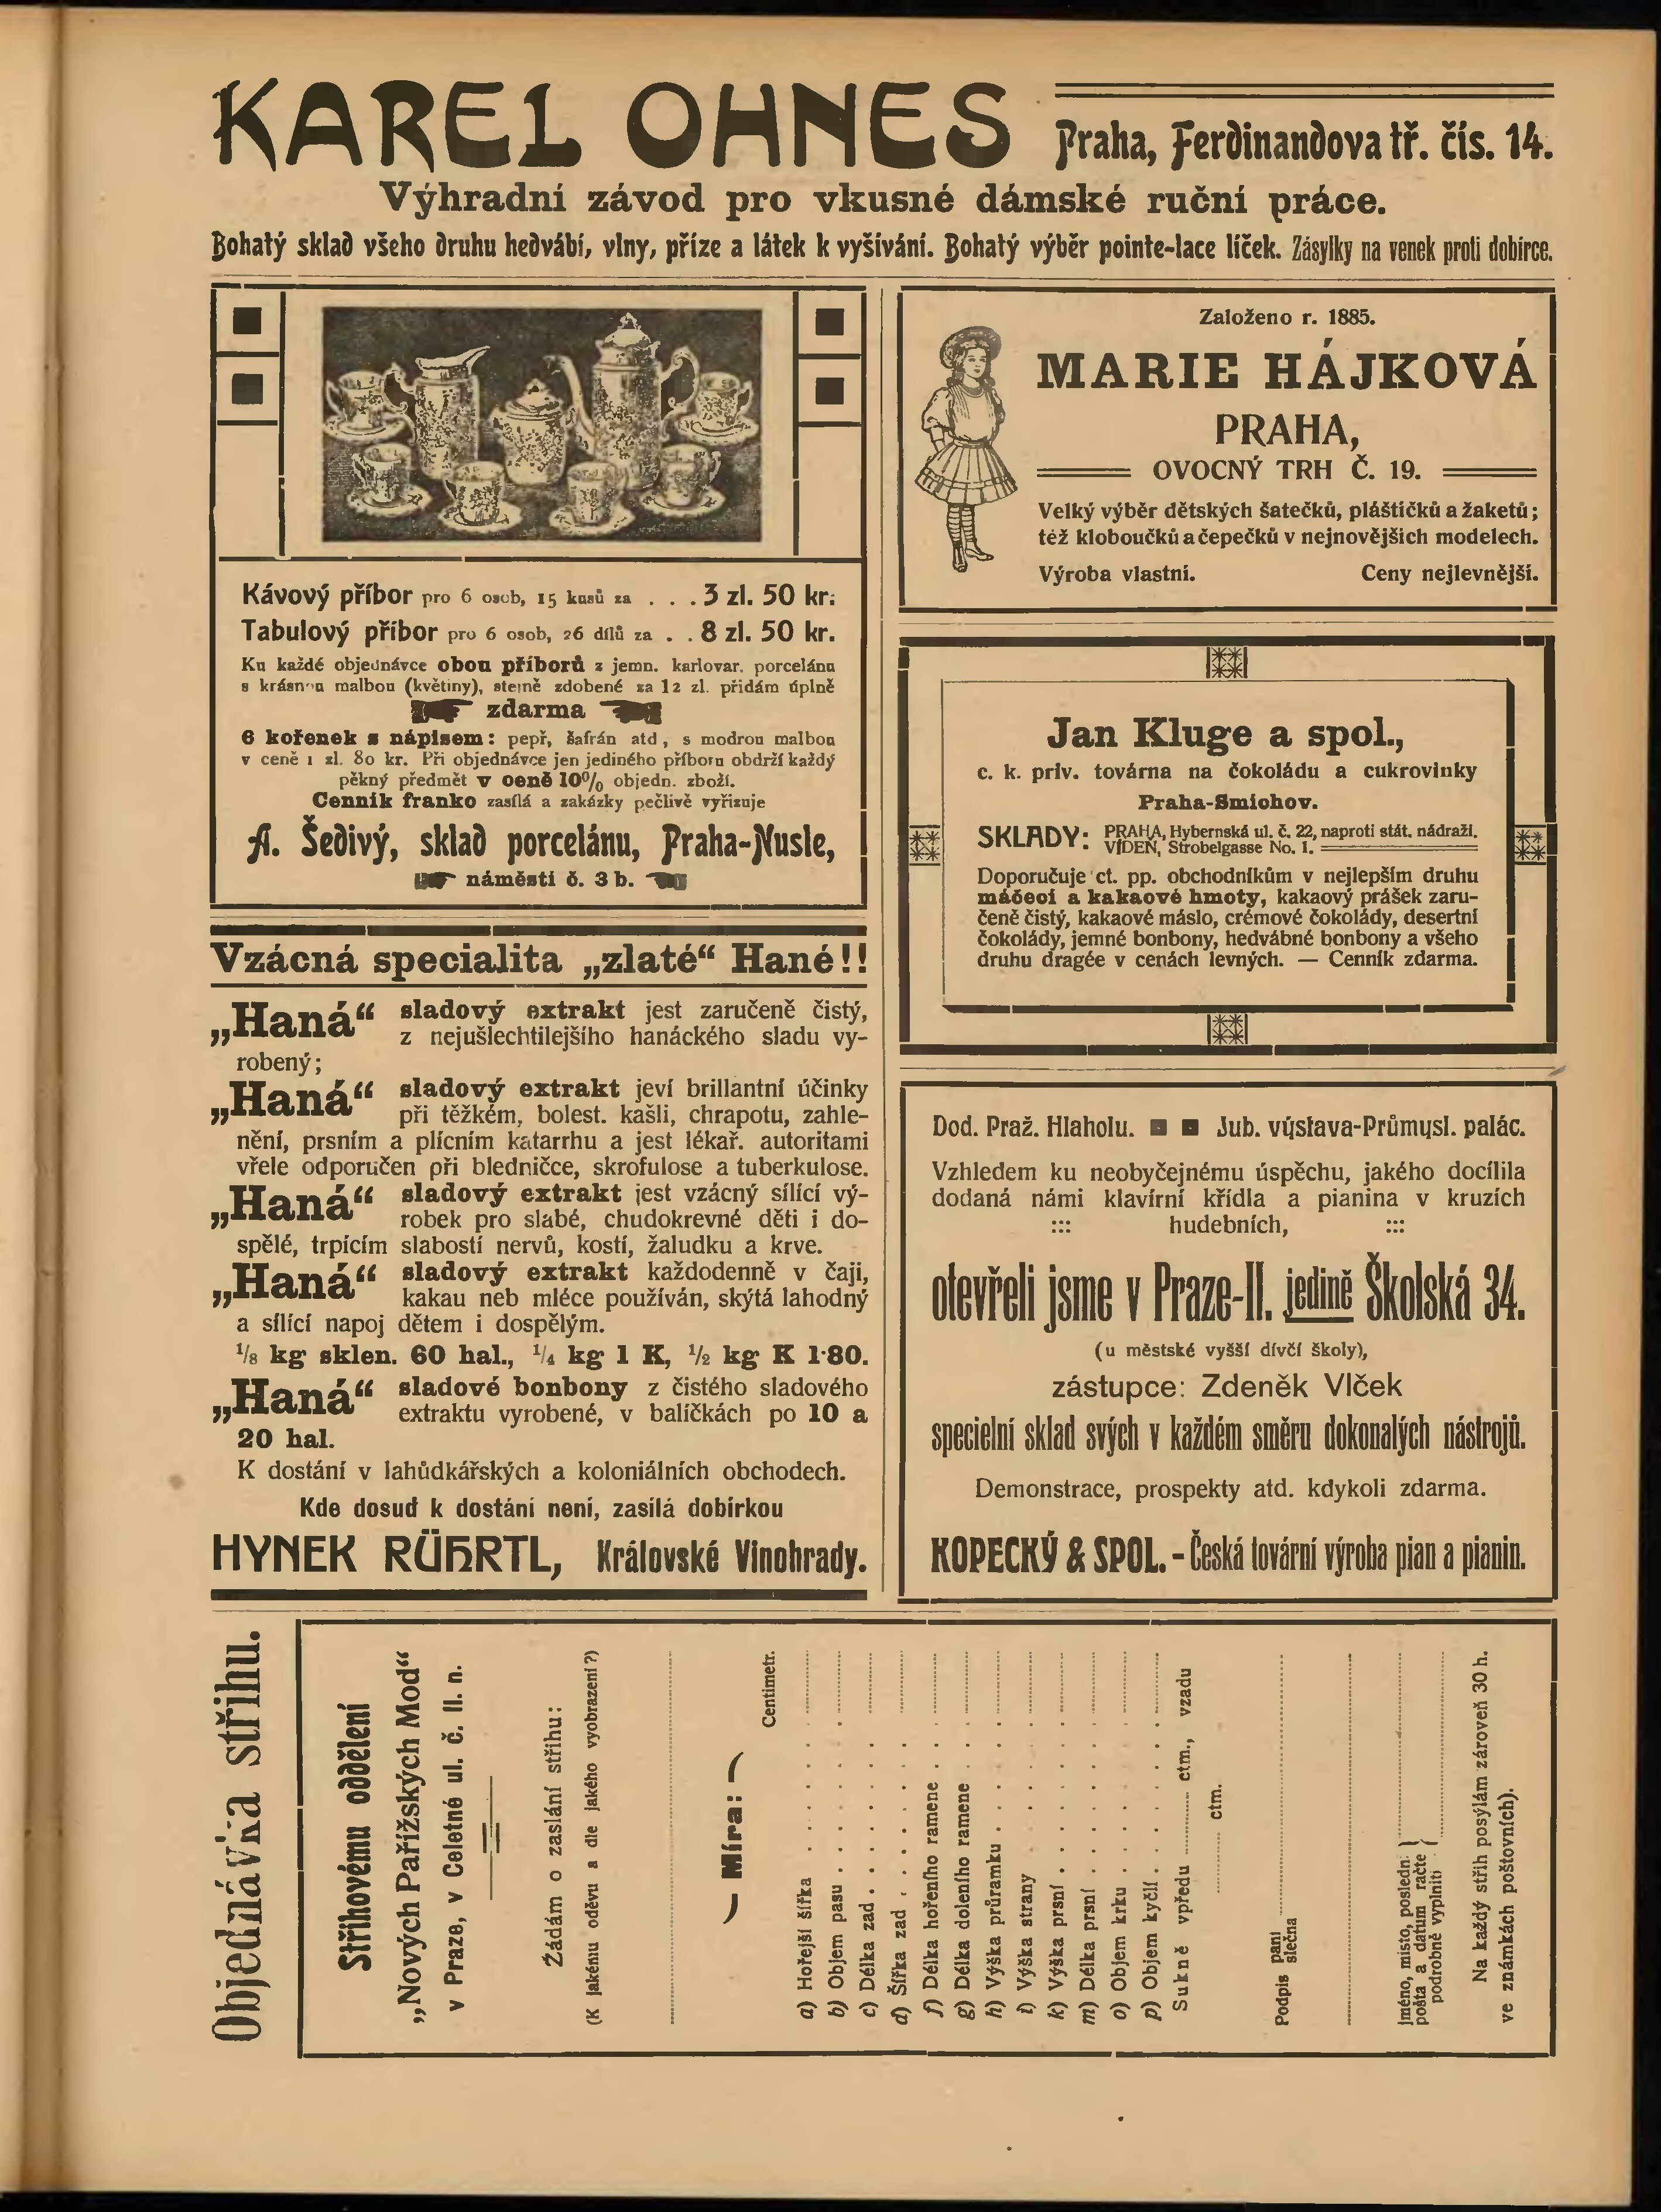 KAREL OHNES
Praha, Ferdinandova tř. čís. 14.
Výhradní závod pro vkusné dámské ruční práce.
Bohatý sklad všeho druhu hedvábí, vlny, příze a látek k vyšívání. Bohatý výběr pointe-lace líček. Zásylky na venek proti dobírce.
Kávový příbor pro 6 osob, 15 kusů za . . . 3 zl. 50 kr.
Tabulový příbor pro 6 osob, 26 dílů za . . 8 zl. 50 kr.
Ku každé objednávce obou příborů z jemn. karlovar. porcelánu
s krásnou malbou (květiny), stejně zdobené za 12 zl. přidám úplně
zdarma
6 kořenek s nápisem: pepř, šafrán atd, s modrou malbou
v ceně 1 zl. 80 kr. Při objednávce jen jediného příboru obdrží každý
pěkný předmět v ceně 10% objedn. zboží.
Cenník franko zasílá a zakázky pečlivě vyřizuje
A. Šedivý, sklad porcelánu, Praha-Nusle,
náměstí č. 3 b.
Vzácná specialita „zlaté“ Hané!!
„Haná“ sladový extrakt jest zaručeně čistý,
z nejušlechtilejšího hanáckého sladu vy-
robený;
„Haná“ sladový extrakt jeví brillantní účinky
při těžkém, bolest. kašli, chrapotu, zahle-
nění, prsním a plícním katarrhu a jest lékař. autoritami
vřele odporučen při bledničce, skrofulose a tuberkulose.
„Haná“ sladový extrakt jest vzácný sílící vý-
robek pro slabé, chudokrevné děti i do-
spělé, trpícím slabostí nervů, kostí, žaludku a krve.
„Haná“ sladový extrakt každodenně v čaji,
kakau neb mléce používán, skýtá lahodný
a sílící napoj dětem i dospělým.
1/8 kg sklen. 60 hal., 1/4 kg 1 K, 1/2 kg K 1·80.
„Haná“ sladové bonbony z čistého sladového
extraktu vyrobené, v balíčkách po 10 a
20 hal.
K dostání v lahůdkářských a koloniálních obchodech.
Kde dosud k dostání není, zasílá dobírkou
HYNEK RÜHRTL, Královské Vinohrady.
Založeno r. 1885.
MARIE HÁJKOVÁ
PRAHA,
OVOCNÝ TRH Č. 19.
Velký výběr dětských šatečků, pláštíčků a žaketů;
též kloboučků a čepečků v nejnovějších modelech.
Výroba vlastní. Ceny nejlevnější.
Jan Kluge a spol.,
c. k. priv. továrna na čokoládu a cukrovinky
Praha-Smíchov.
SKLADY: PRAHA, Hybernská ul. č. 22, naproti stát. nádraží.
VÍDEŇ, Strobelgasse No. 1.
Doporučuje ct. pp. obchodníkům v nejlepším druhu
máčecí a kakaové hmoty, kakaový prášek zaru-
čeně čistý, kakaové máslo, crémové čokolády, desertní
čokolády, jemné bonbony, hedvábné bonbony a všeho
druhu dragée v cenách levných. — Cenník zdarma.
Dod. Praž. Hlaholu. Jub. výstava-Průmysl. palác.
Vzhledem ku neobyčejnému úspěchu, jakého docílila
dodaná námi klavírní křídla a pianina v kruzích
::: hudebních, :::
otevřeli jsme v Praze-II. jedině Školská 34.
(u městské vyšší dívčí školy),
zástupce: Zdeněk Vlček
specielní sklad svých v každém směru dokonalých nástrojů.
Demonstrace, prospekty atd. kdykoli zdarma.
KOPECKÝ & SPOL. - Česká tovární výroba pian a pianin.
Objednávka střihu.
Střihovému oddělení
„Nových Pařížských Mod“
v Praze, v Celetné ul. č. II. n.
Žádám o zaslání střihu:
(K jakému oděvu a dle jakého vyobrazení?)
Míra:
Centimetr.
a) Hořejší šířka
b) Objem pasu
c) Délka zad
d) Šířka zad
f) Délka hořeního ramene
g) Délka doleního ramene
h) Výška průramku
i) Výška strany
k) Výška prsní
m) Délka prsní
o) Objem krku
p) Objem kyčlí
Sukně vpředu ctm., vzadu
ctm.
Podpis paní
slečna
Jméno, místo, poslední
pošta a datum račte
podrobně vyplniti
Na každý střih posýlám zároveň 30 h.
ve známkách poštovních).